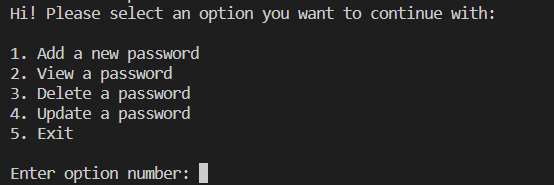 Hi! Please select an option you want to continue with:
1. Add a new password
2. View a password
3. Delete a password
4. Update a password
5. Exit
Enter option number: